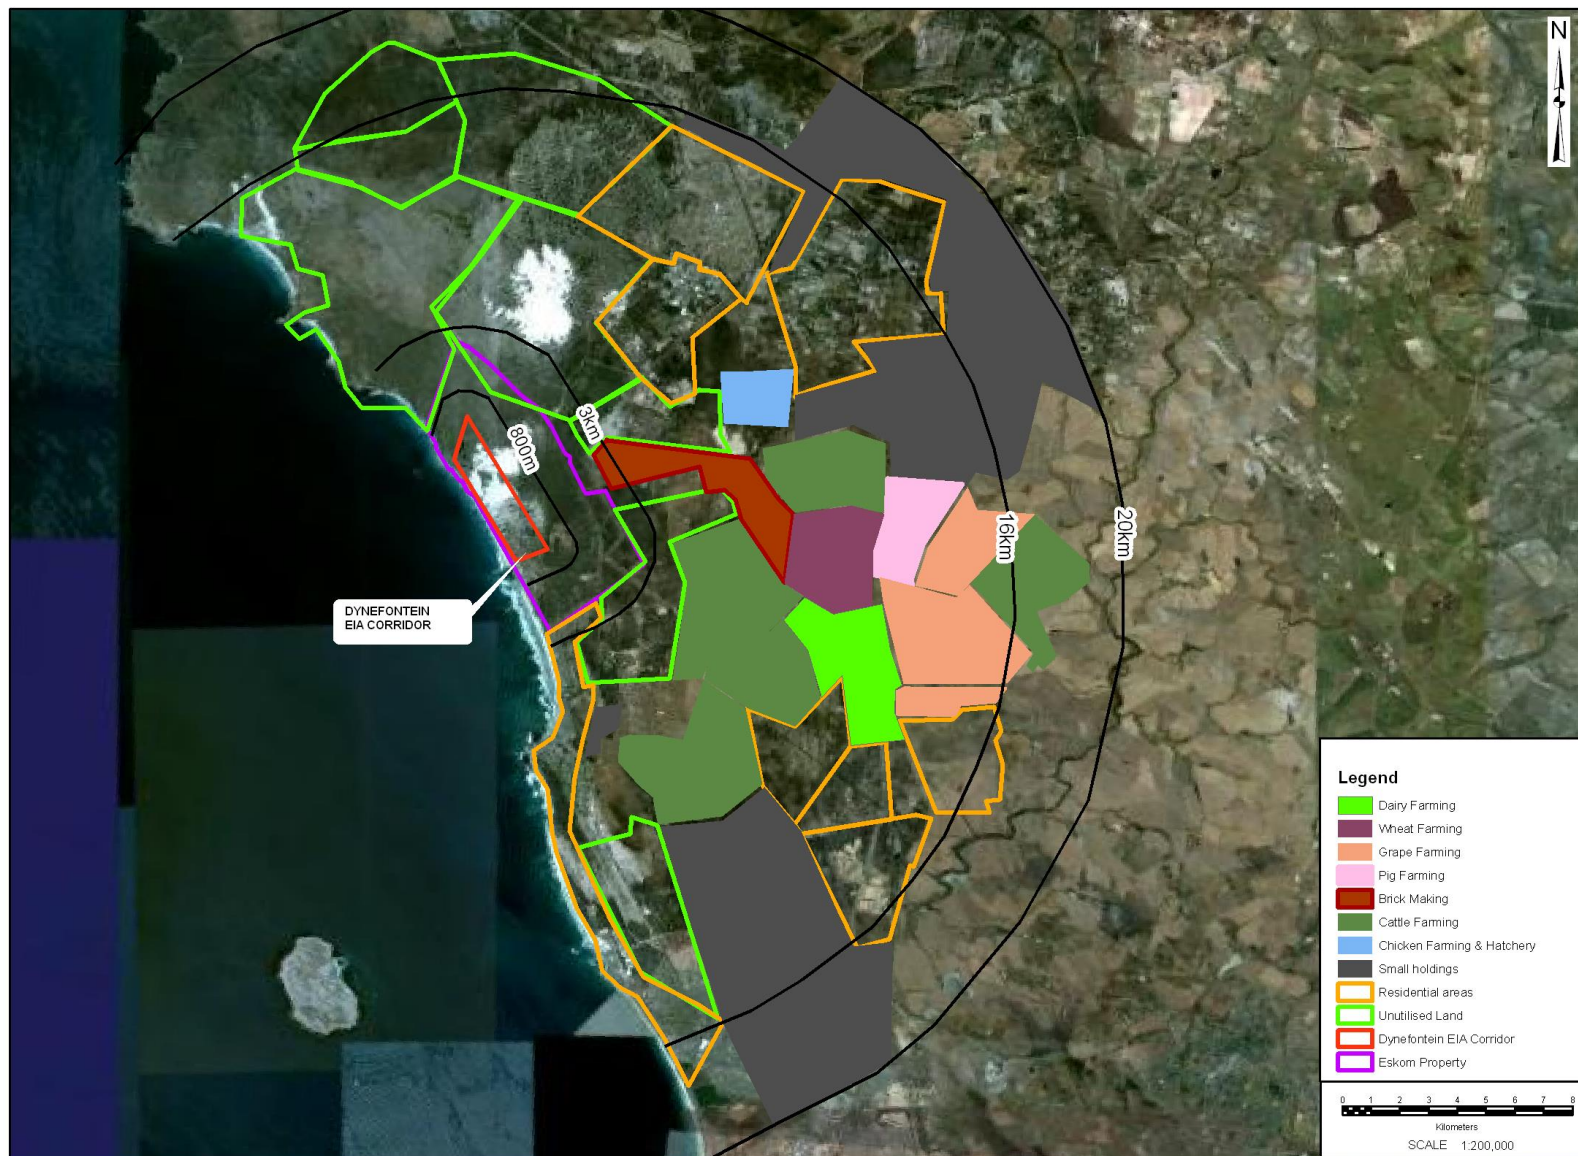 N
3km
800m
16km
20km
DYNEFONTEIN
EIA CORRIDOR
Legend
Dairy Farming
Wheat Farming
Grape Farming
Pig Farming
Brick Making
Cattle Farming
Chicken Farming & Hatchery
Small holdings
Residential areas
Unutilised Land
Dynefontein EIA Corridor
Eskom Property
0 1 2 3 4 5 6 7 8
Kilometers
SCALE 1:200,000